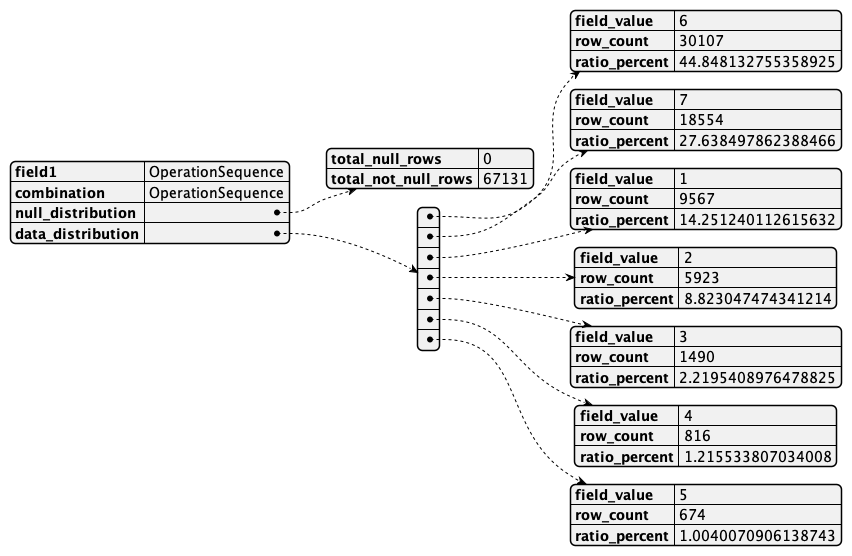 field1 OperationSequence
combination OperationSequence
null_distribution
data_distribution
total_null_rows 0
total_not_null_rows 67131
field_value 6
row_count 30107
ratio_percent 44.848132755358925
field_value 7
row_count 18554
ratio_percent 27.638497862388466
field_value 1
row_count 9567
ratio_percent 14.251240112615632
field_value 2
row_count 5923
ratio_percent 8.823047474341214
field_value 3
row_count 1490
ratio_percent 2.2195408976478825
field_value 4
row_count 816
ratio_percent 1.215533807034008
field_value 5
row_count 674
ratio_percent 1.0040070906138743